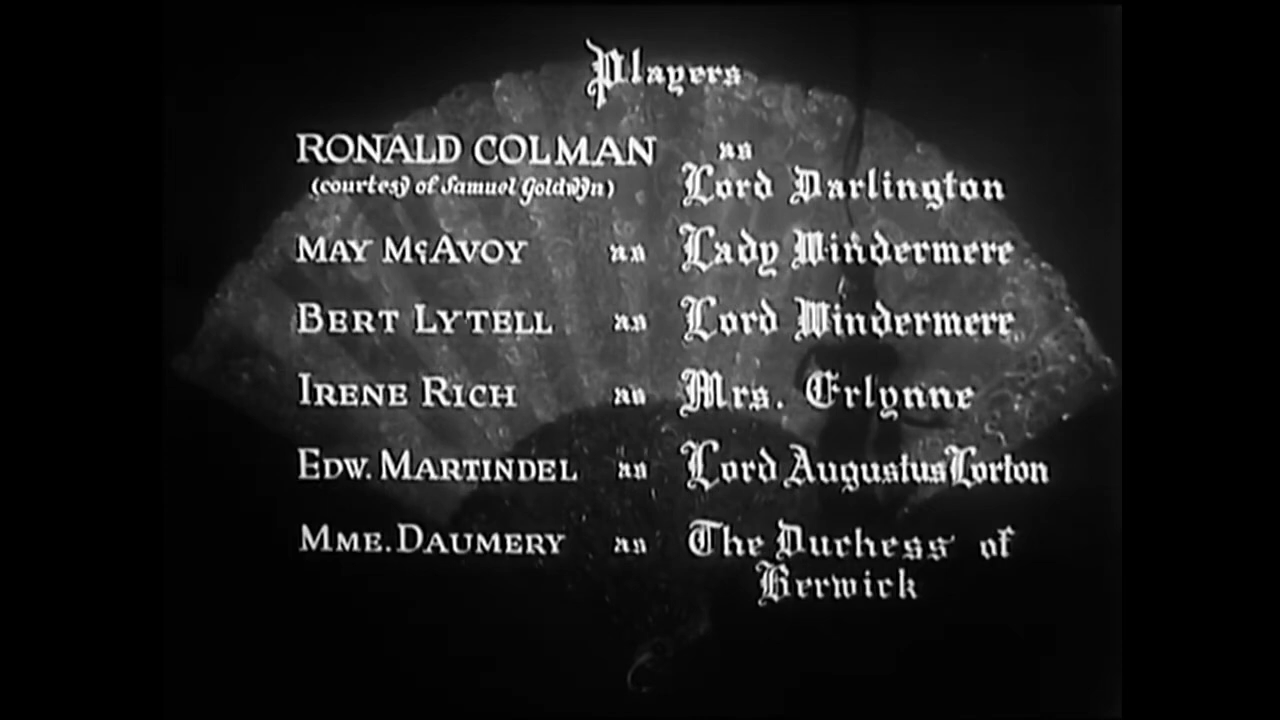 Players
RONALD COLMAN as
(courtesy of Samuel Goldwyn) Lord Darlington
MAY McAVOY as Lady Windermere
BERT LYTELL as Lord Windermere
IRENE RICH as Mrs. Erlynne
EDW. MARTINDEL as Lord Augustus Lorton
MME. DAUMERY as The Duchess of
Berwick